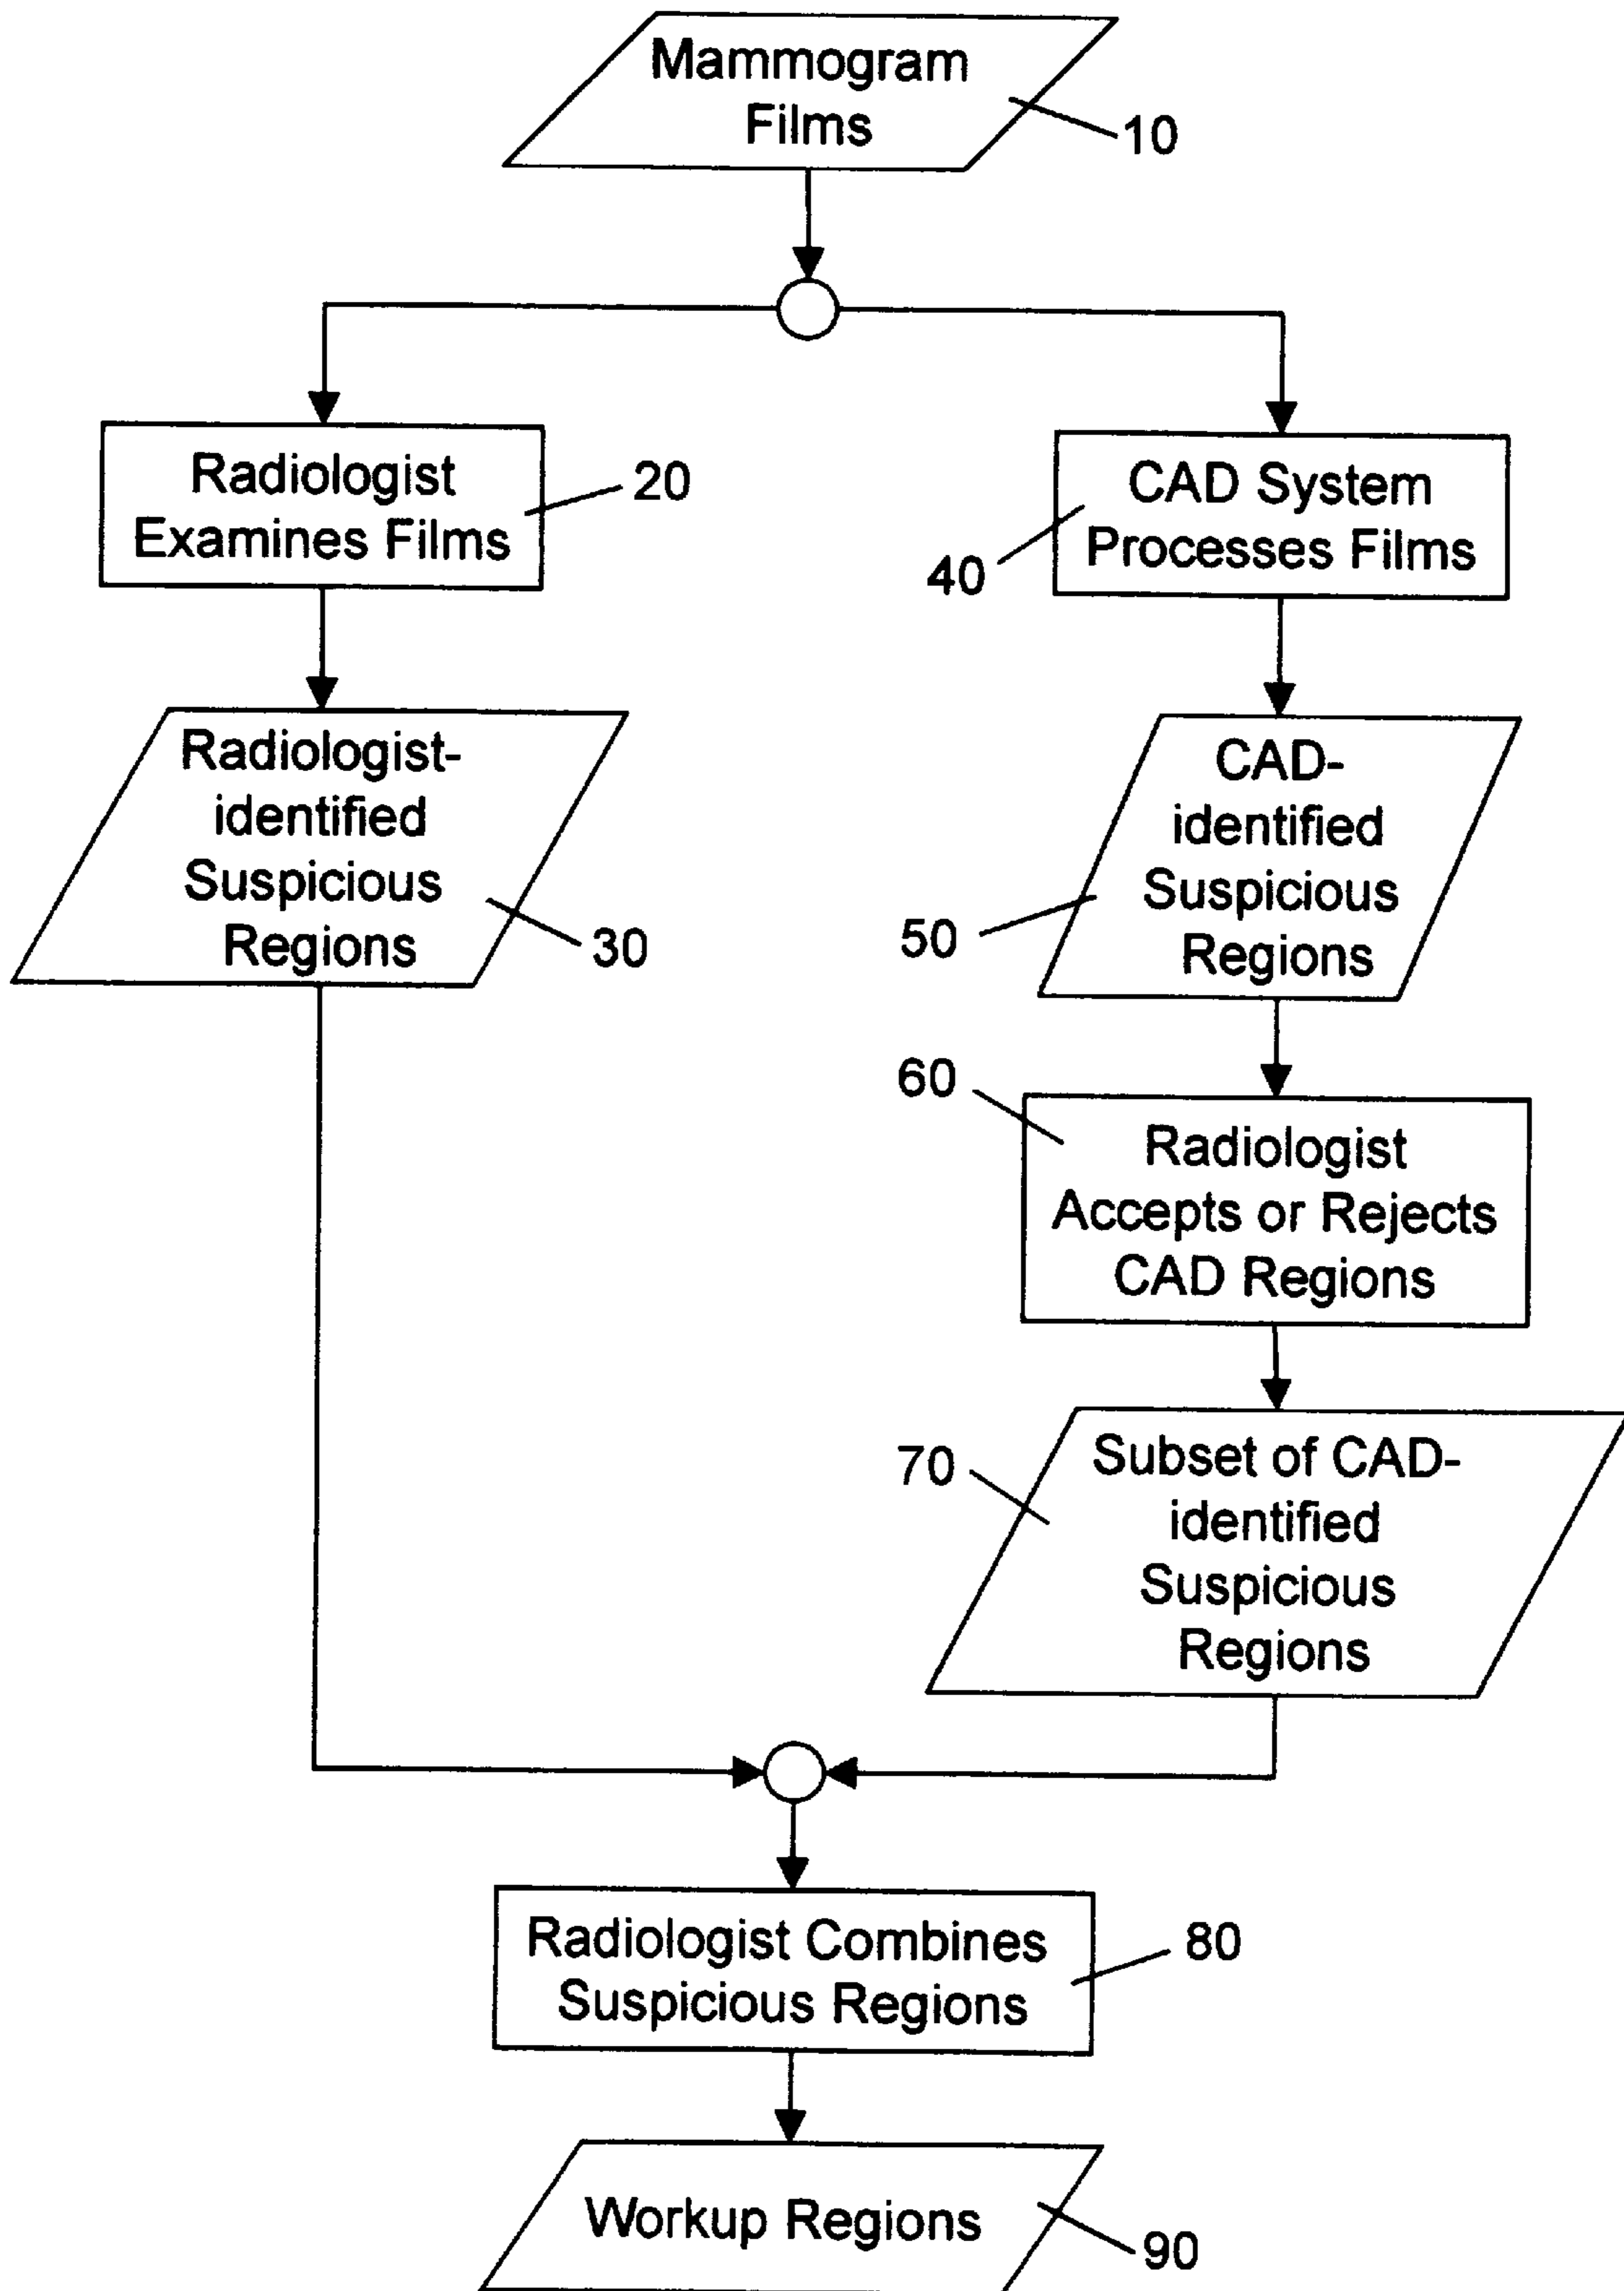 Mammogram
Films
10
Radiologist
Examines Films
20
CAD System
Processes Films
40
Radiologist-
identified
Suspicious
Regions
30
CAD-
identified
Suspicious
Regions
50
60
Radiologist
Accepts or Rejects
CAD Regions
70
Subset of CAD-
identified
Suspicious
Regions
Radiologist Combines
Suspicious Regions
80
Workup Regions
90